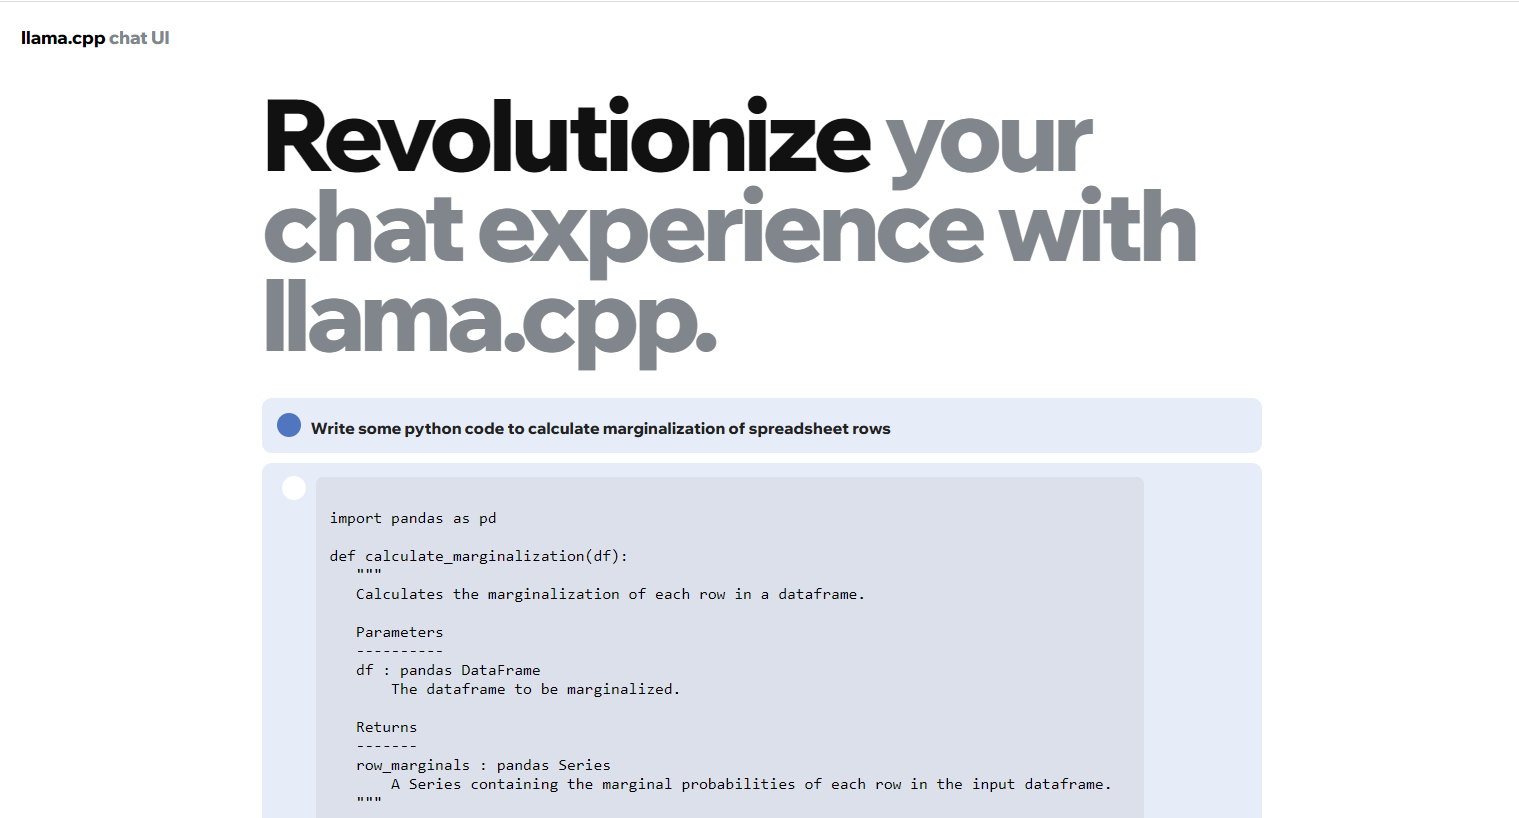 llama.cpp chat UI
Revolutionize your
chat experience with
llama.cpp.
Write some python code to calculate marginalization of spreadsheet rows
import pandas as pd
def calculate_marginalization(df):
"""
Calculates the marginalization of each row in a dataframe.
Parameters
----------
df : pandas DataFrame
The dataframe to be marginalized.
Returns
-------
row_marginals : pandas Series
A Series containing the marginal probabilities of each row in the input dataframe.
"""